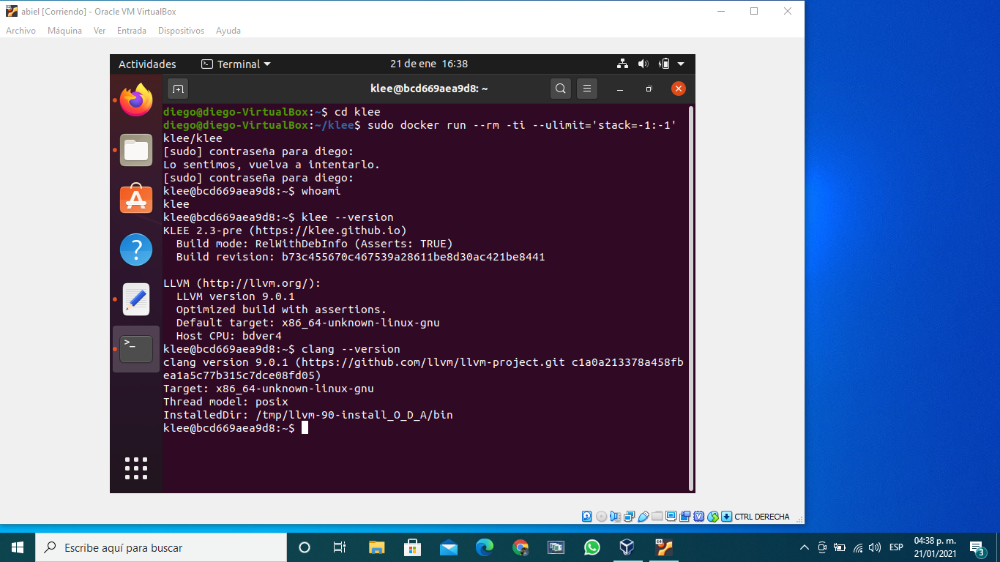 abiel [Corriendo] - Oracle VM VirtualBox
Archivo Máquina Ver Entrada Dispositivos Ayuda
Actividades Terminal 21 de ene 16:38
klee@bcd669aea9d8: ~
diego@diego-VirtualBox:~$ cd klee
diego@diego-VirtualBox:~/klee$ sudo docker run --rm -ti --ulimit='stack=-1:-1'
klee/klee
[sudo] contraseña para diego:
Lo sentimos, vuelva a intentarlo.
[sudo] contraseña para diego:
klee@bcd669aea9d8:~$ whoami
klee
klee@bcd669aea9d8:~$ klee --version
KLEE 2.3-pre (https://klee.github.io)
Build mode: RelWithDebInfo (Asserts: TRUE)
Build revision: b73c455670c467539a28611be8d30ac421be8441
LLVM (http://llvm.org/):
LLVM version 9.0.1
Optimized build with assertions.
Default target: x86_64-unknown-linux-gnu
Host CPU: bdver4
klee@bcd669aea9d8:~$ clang --version
clang version 9.0.1 (https://github.com/llvm/llvm-project.git c1a0a213378a458fb
ea1a5c77b315c7dce08fd05)
Target: x86_64-unknown-linux-gnu
Thread model: posix
InstalledDir: /tmp/llvm-90-install_O_D_A/bin
klee@bcd669aea9d8:~$
CTRL DERECHA
Escribe aquí para buscar
ESP
04:38 p. m.
21/01/2021
3